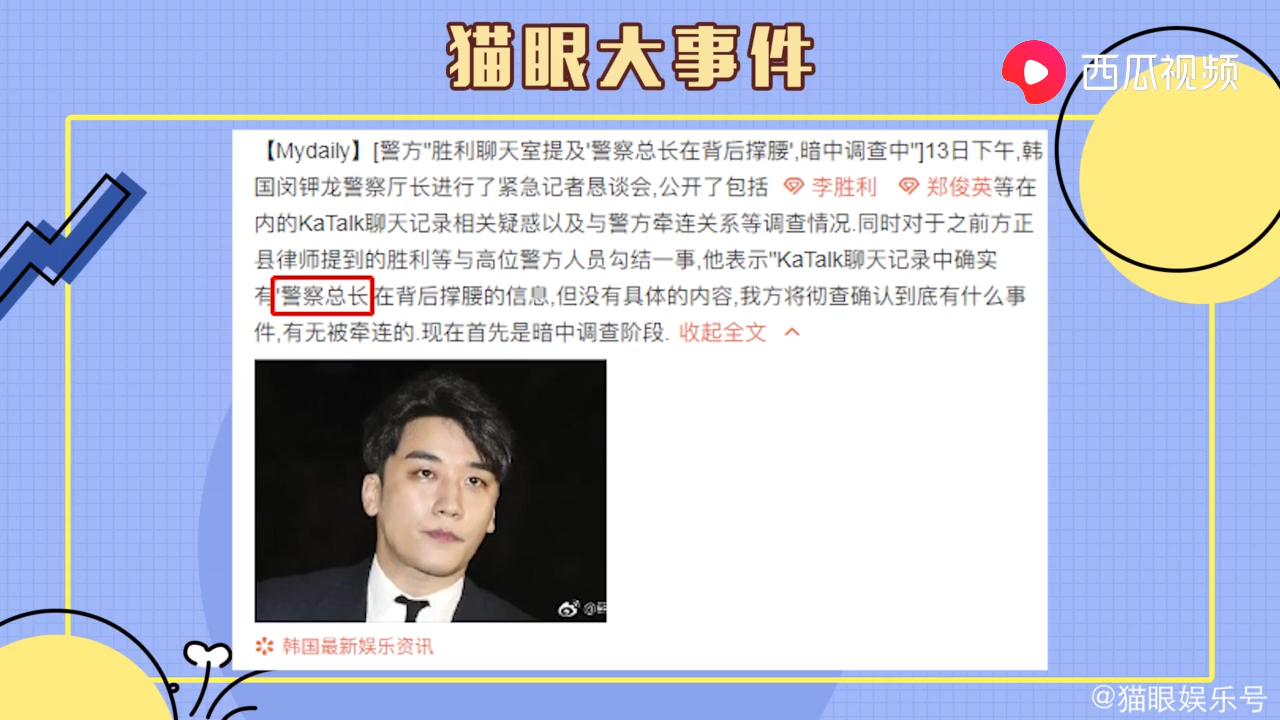 猫眼大事件
西瓜视频
【Mydaily】[警方"胜利聊天室提及'警察总长在背后撑腰',暗中调查中"]13日下午,韩
国闵钾龙警察厅长进行了紧急记者恳谈会,公开了包括 李胜利 郑俊英等在
内的KaTalk聊天记录相关疑惑以及与警方牵连关系等调查情况.同时对于之前方正
县律师提到的胜利等与高位警方人员勾结一事,他表示"KaTalk聊天记录中确实
有'警察总长'在背后撑腰的信息,但没有具体的内容,我方将彻查确认到底有什么事
件,有无被牵连的.现在首先是暗中调查阶段. 收起全文
韩国最新娱乐资讯
@猫眼娱乐号